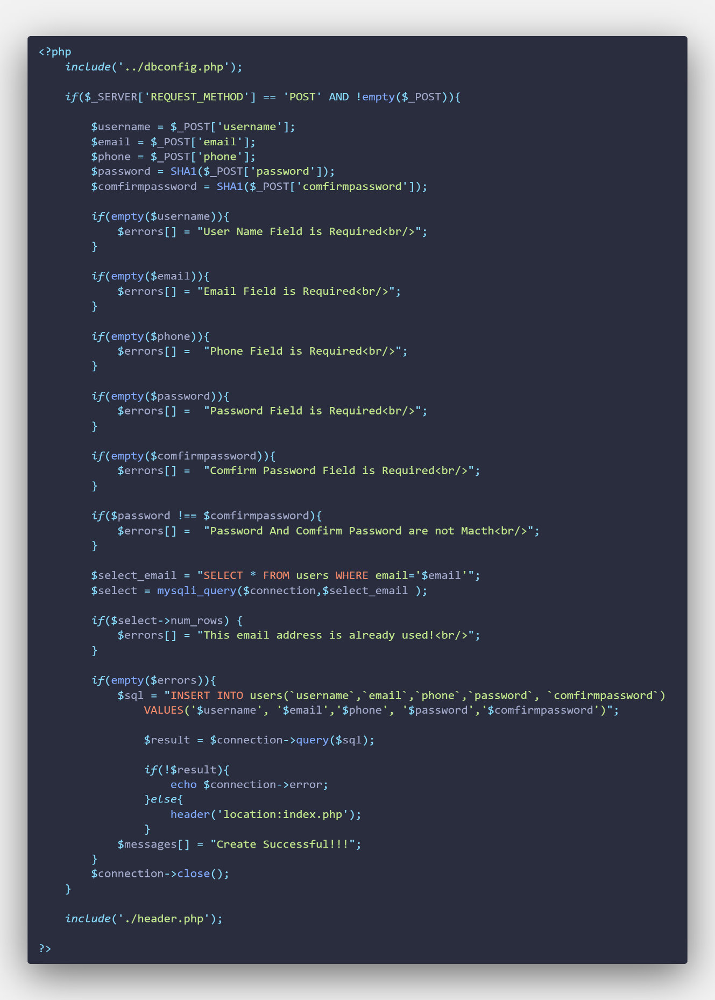 <?php
    include('../dbconfig.php');

    if($_SERVER['REQUEST_METHOD'] == 'POST' AND !empty($_POST)){

        $username = $_POST['username'];
        $email = $_POST['email'];
        $phone = $_POST['phone'];
        $password = SHA1($_POST['password']);
        $comfirmpassword = SHA1($_POST['comfirmpassword']);

        if(empty($username)){
            $errors[] = "User Name Field is Required<br/>";
        }

        if(empty($email)){
            $errors[] = "Email Field is Required<br/>";
        }

        if(empty($phone)){
            $errors[] =  "Phone Field is Required<br/>";
        }

        if(empty($password)){
            $errors[] =  "Password Field is Required<br/>";
        }

        if(empty($comfirmpassword)){
            $errors[] =  "Comfirm Password Field is Required<br/>";
        }

        if($password !== $comfirmpassword){
            $errors[] =  "Password And Comfirm Password are not Macth<br/>";
        }

        $select_email = "SELECT * FROM users WHERE email='$email'";
        $select = mysqli_query($connection,$select_email );

        if($select->num_rows) {
            $errors[] = "This email address is already used!<br/>";
        }

        if(empty($errors)){
            $sql = "INSERT INTO users(`username`,`email`,`phone`,`password`, `comfirmpassword`)
                VALUES('$username', '$email','$phone', '$password','$comfirmpassword')";

                $result = $connection->query($sql);

                if(!$result){
                    echo $connection->error;
                }else{
                    header('location:index.php');
                }
            $messages[] = "Create Successful!!!";
        }
        $connection->close();
    }

    include('./header.php');

?>